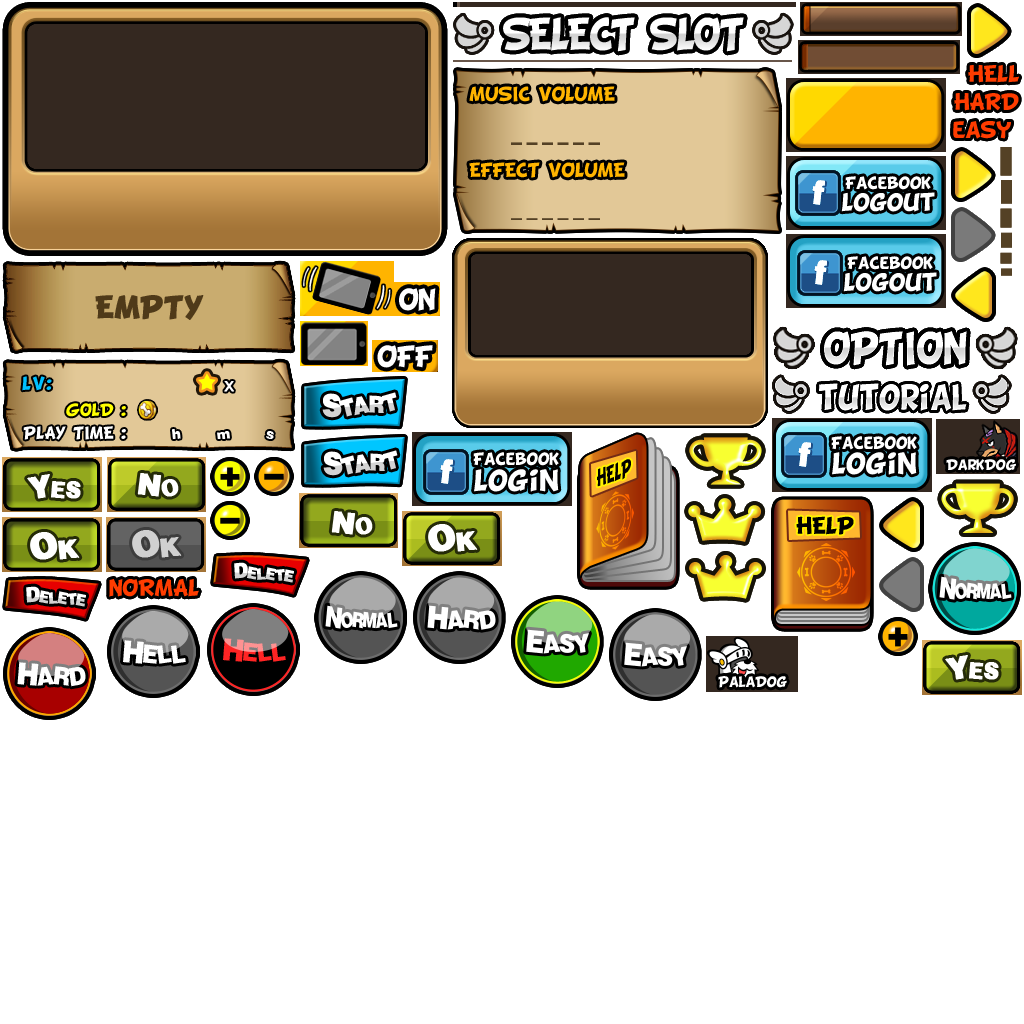 SELECT SLOT
MUSIC VOLUME
EFFECT VOLUME
HELL
HARD
EASY
f FACEBOOK
LOGOUT
f FACEBOOK
LOGOUT
EMPTY
ON
OFF
LV:
x
GOLD :
PLAY TIME : h m s
OPTION
TUTORIAL
START
START
f FACEBOOK
LOGIN
f FACEBOOK
LOGIN
DARKDOG
HELP
HELP
YES
NO
OK
OK
NO
OK
DELETE
NORMAL
DELETE
HARD
HELL
HELL
NORMAL
HARD
EASY
EASY
NORMAL
PALADOG
YES